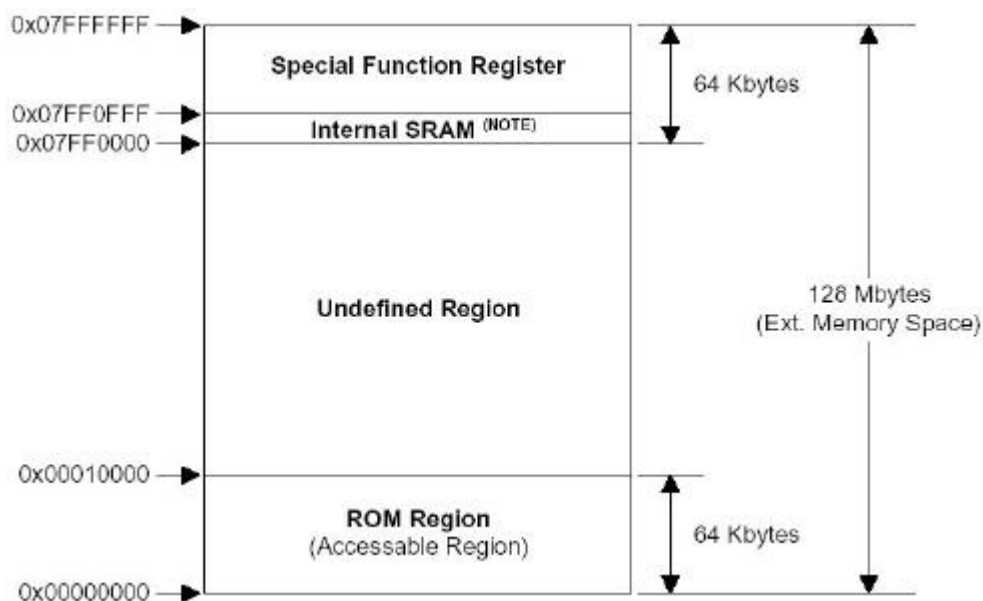 0x07FFFFFF
Special Function Register
64 Kbytes
0x07FF0FFF
Internal SRAM (NOTE)
0x07FF0000
Undefined Region
128 Mbytes
(Ext. Memory Space)
0x00010000
ROM Region
(Accessable Region)
64 Kbytes
0x00000000